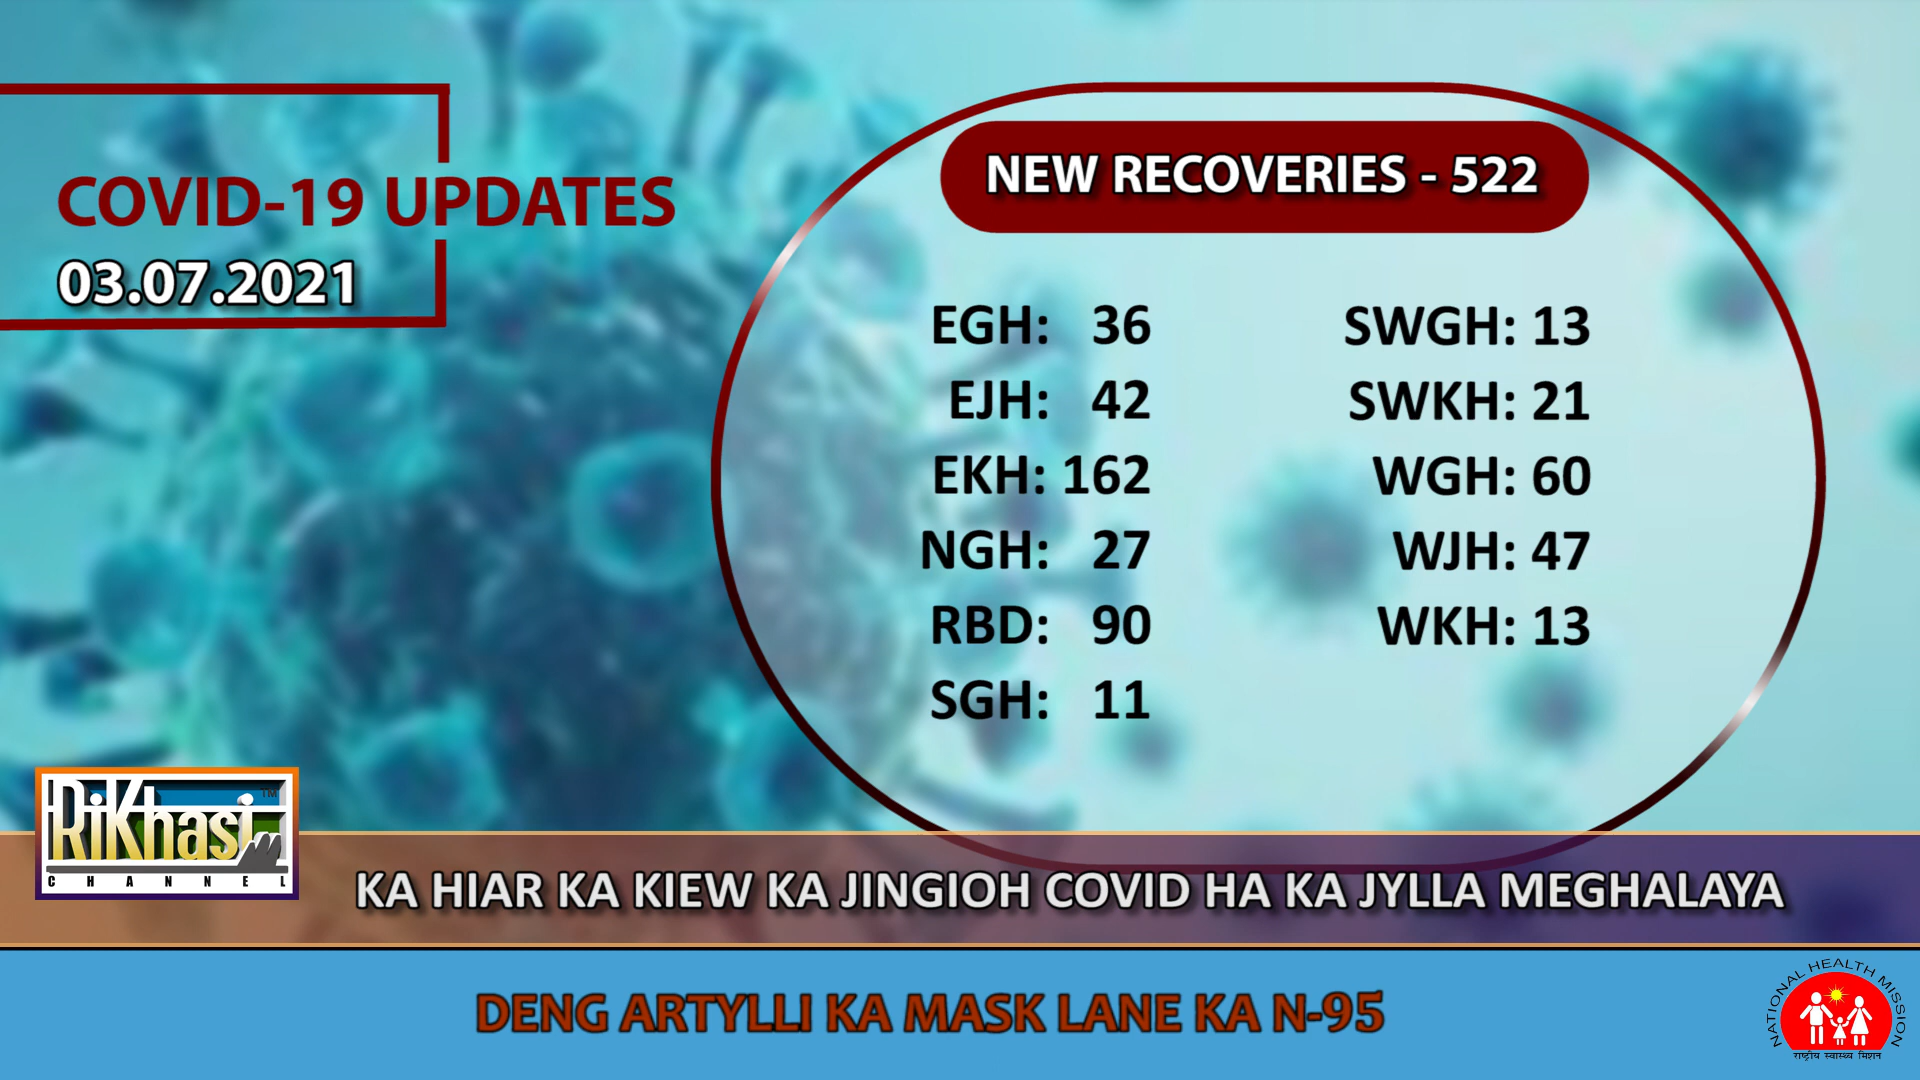 COVID-19 UPDATES
03.07.2021
NEW RECOVERIES - 522
EGH: 36
EJH: 42
EKH: 162
NGH: 27
RBD: 90
SGH: 11
SWGH: 13
SWKH: 21
WGH: 60
WJH: 47
WKH: 13
RiKhasi TM
CHANNEL
KA HIAR KA KIEW KA JINGIOH COVID HA KA JYLLA MEGHALAYA
DENG ARTYLLI KA MASK LANE KA N-95
NATIONAL HEALTH MISSION
राष्ट्रीय स्वास्थ्य मिशन